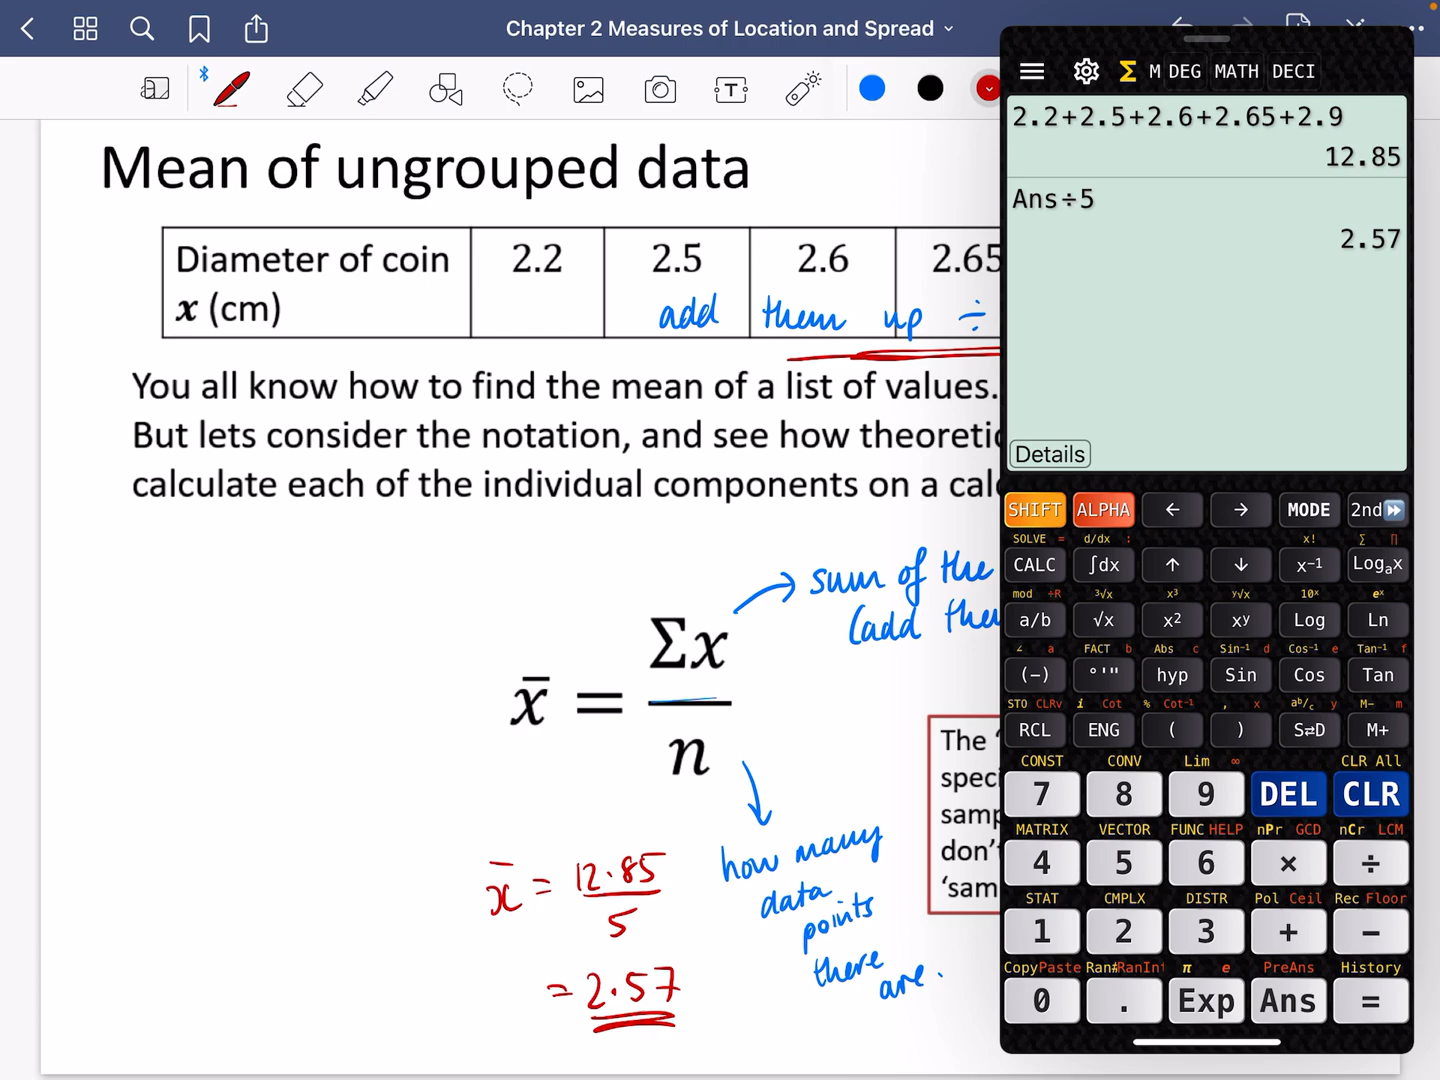 Chapter 2 Measures of Location and Spread
Mean of ungrouped data
Diameter of coin
x (cm)
2.2
2.5
2.6
2.65
add them up ÷
You all know how to find the mean of a list of values.
But lets consider the notation, and see how
calculate each of the individual components on a
sum of the
(add
x̄ = Σx
n
how many
data
points
there
are.
x̄ = 12.85
5
= 2.57
The
M DEG MATH DECI
2.2+2.5+2.6+2.65+2.9
12.85
Ans÷5
2.57
Details
SHIFT ALPHA ← → MODE 2nd
SOLVE = d/dx : x! Σ Π
CALC ∫dx ↑ ↓ x⁻¹ Logₐx
mod ÷R ³√x x³ ʸ√x 10ˣ eˣ
a/b √x x² xʸ Log Ln
∠ a FACT b Abs c Sin⁻¹ d Cos⁻¹ e Tan⁻¹ f
(−) °'" hyp Sin Cos Tan
STO CLRv i Cot % Cot⁻¹ , x aᵇ/c y M− m
RCL ENG ( ) S⇄D M+
CONST CONV Lim ∞ CLR All
7 8 9 DEL CLR
MATRIX VECTOR FUNC HELP nPr GCD nCr LCM
4 5 6 × ÷
STAT CMPLX DISTR Pol Ceil Rec Floor
1 2 3 + −
Copy Paste Ran# RanInt π e PreAns History
0 . Exp Ans =